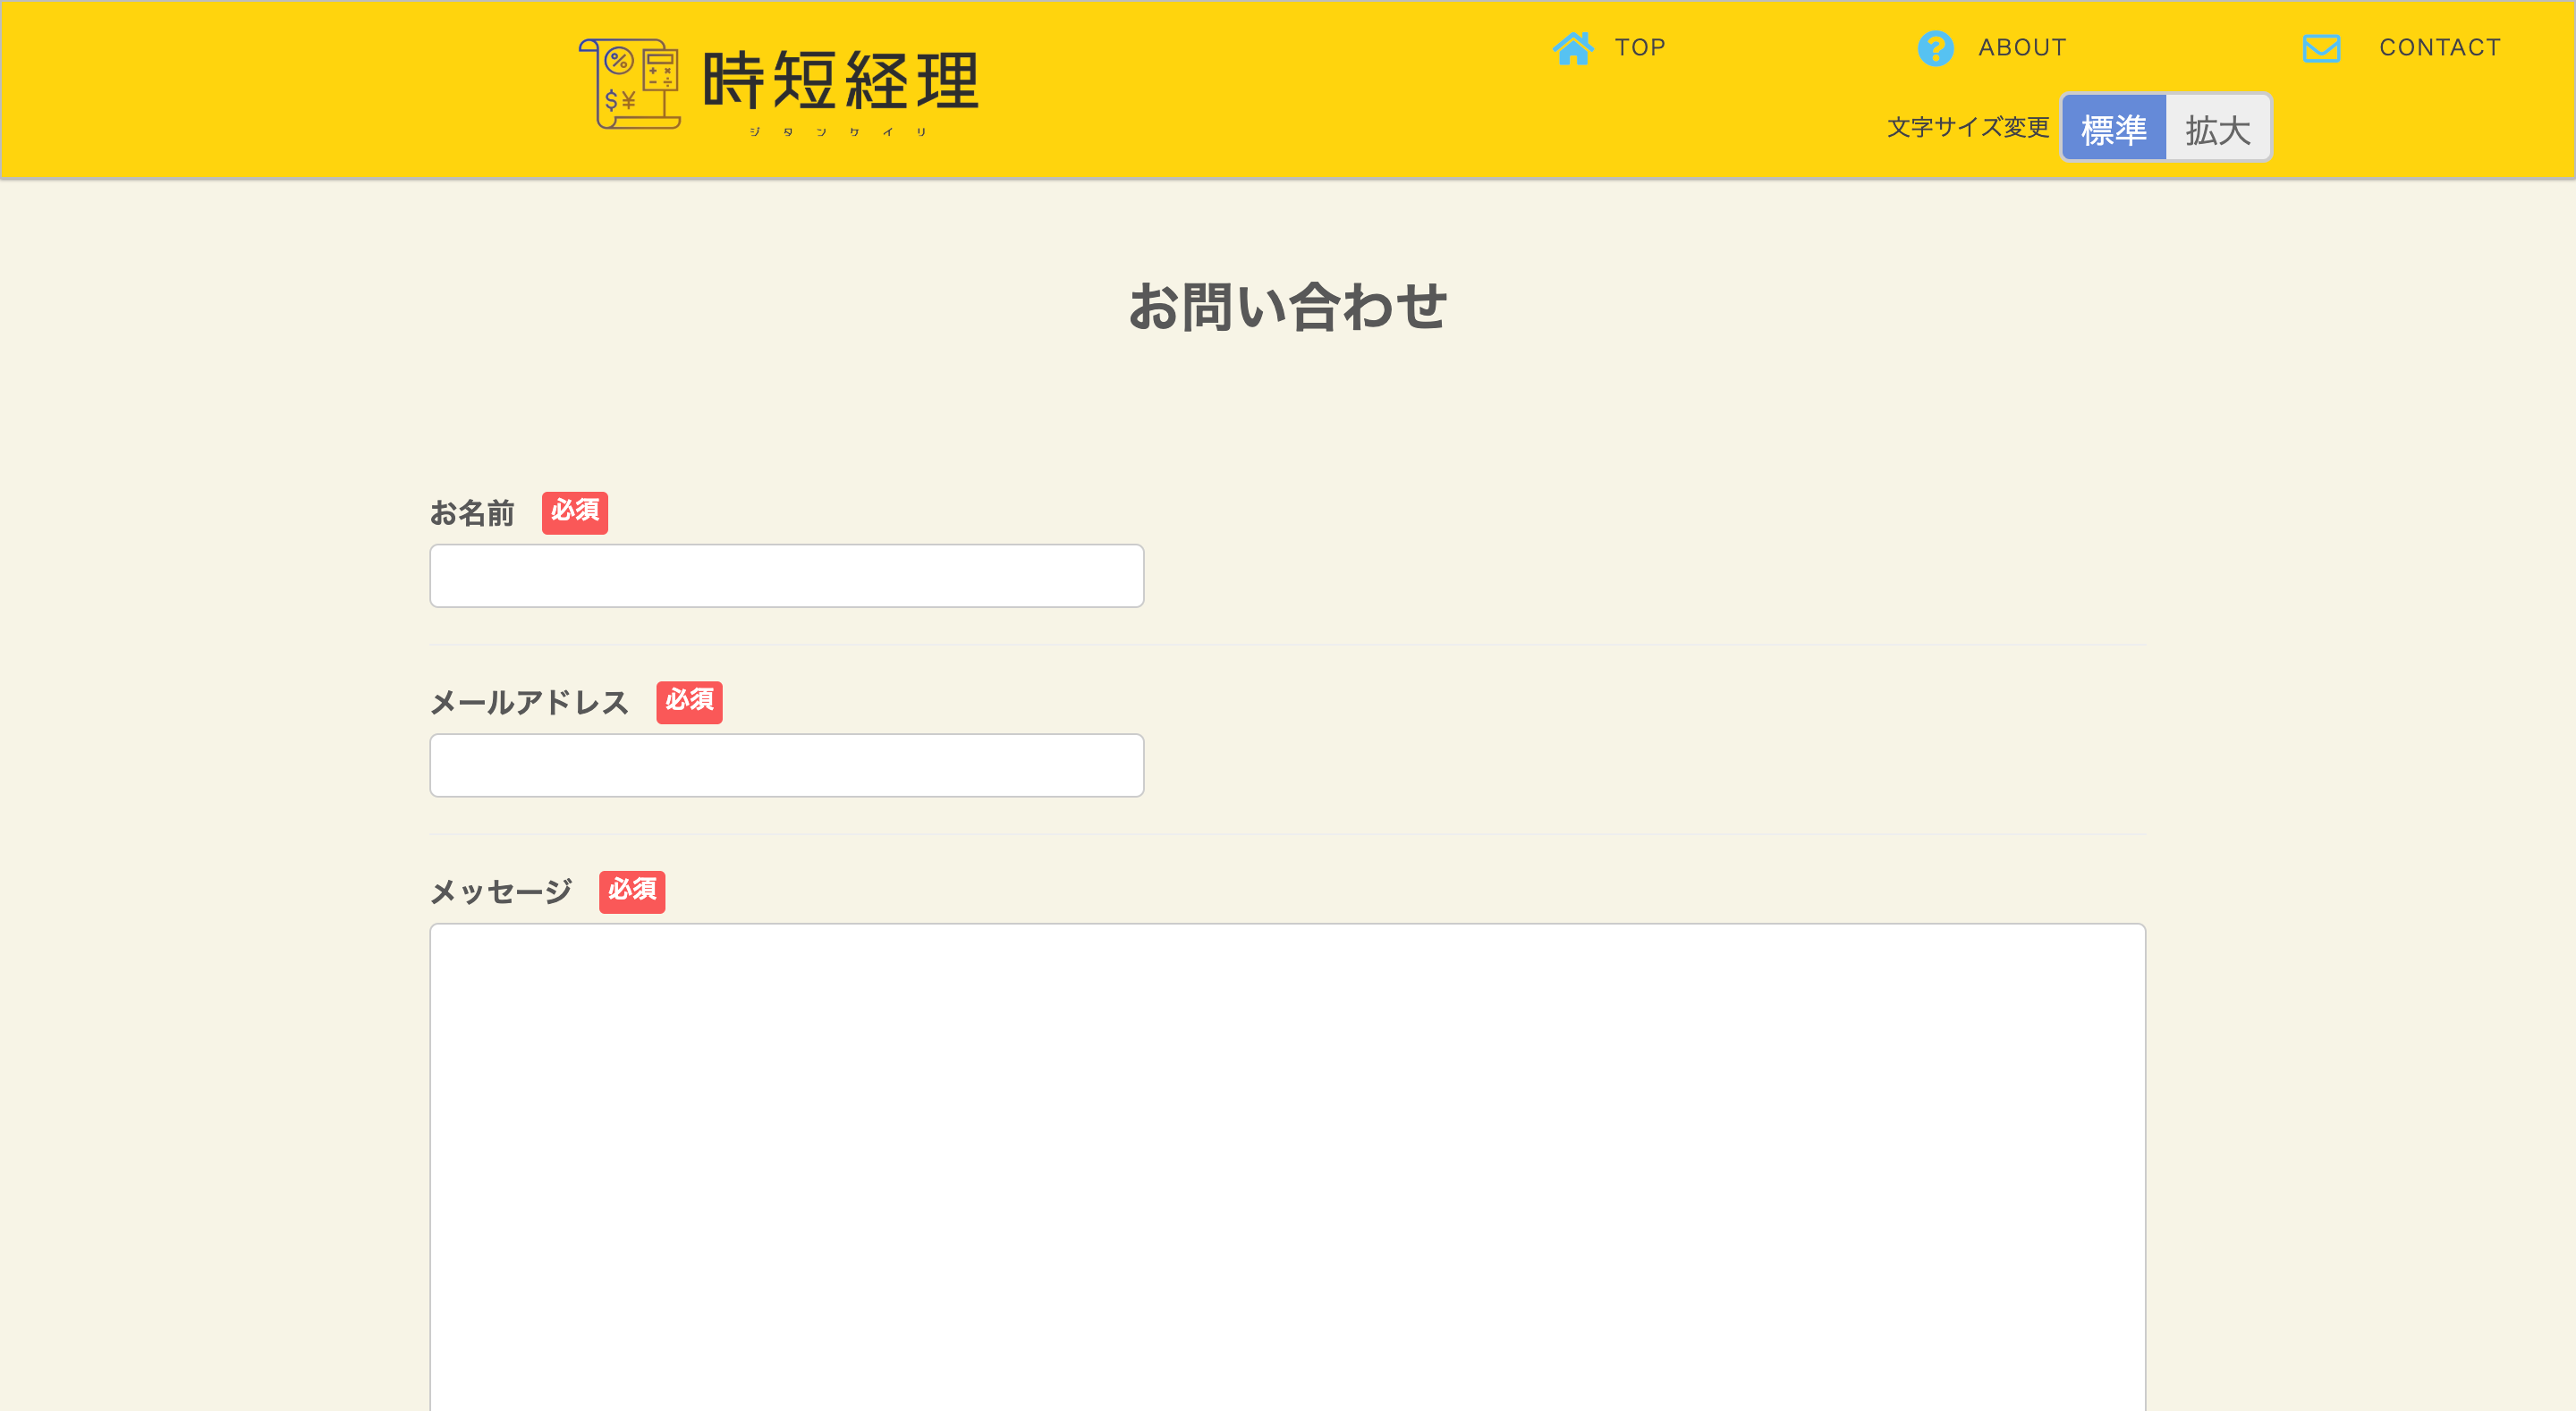 時短経理
ジタンケイリ
TOP
ABOUT
CONTACT
文字サイズ変更 標準 拡大
お問い合わせ
お名前 必須
メールアドレス 必須
メッセージ 必須